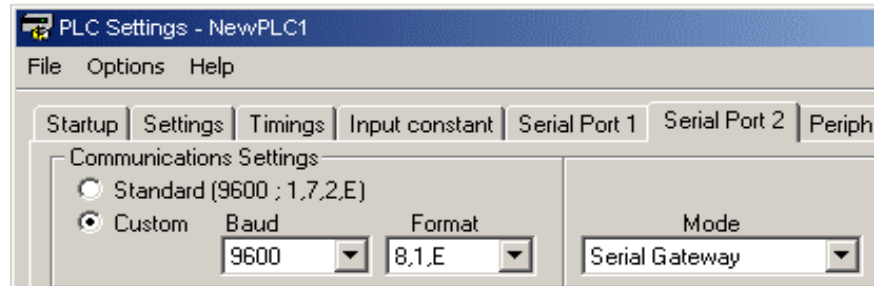 PLC Settings - NewPLC1
File Options Help
Startup Settings Timings Input constant Serial Port 1 Serial Port 2 Periph
Communications Settings
Standard (9600 ; 1,7,2,E)
Custom Baud Format Mode
9600 8,1,E Serial Gateway